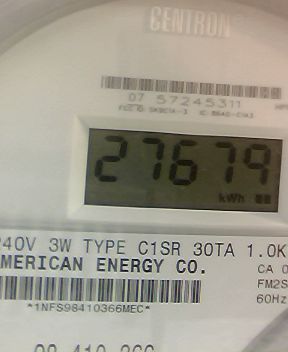 CENTRON
07 57245311
27679
kWh
240V 3W TYPE C1SR 30TA 1.0K
AMERICAN ENERGY CO.
CA 0
FM2S
*1NFS98410366MEC*
60Hz